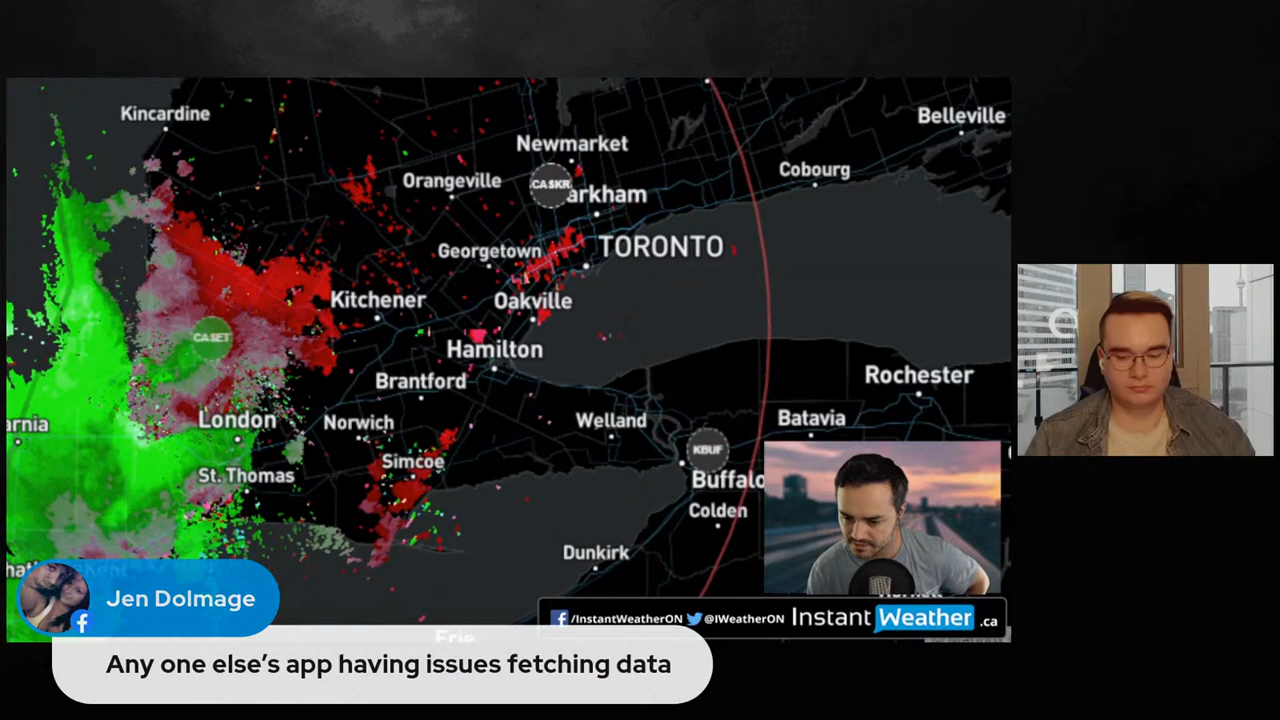 Kincardine
Belleville
Newmarket
Cobourg
Orangeville
CASKR
arkham
Georgetown
TORONTO
Kitchener
Oakville
CASET
Hamilton
Rochester
Brantford
arnia
London
Norwich
Welland
Batavia
KBUF
Simcoe
St. Thomas
Buffalo
Colden
Dunkirk
Jen Dolmage
f
f /InstantWeatherON @IWeatherON Instant Weather .ca
Erie
Any one else's app having issues fetching data